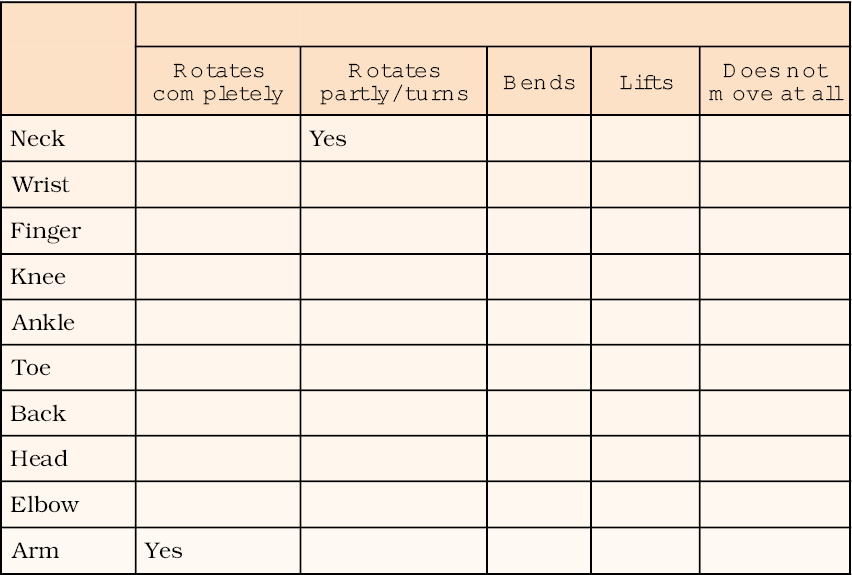 Rotates completely
Rotates partly/turns
Bends
Lifts
Does not move at all
Neck Yes
Wrist
Finger
Knee
Ankle
Toe
Back
Head
Elbow
Arm Yes